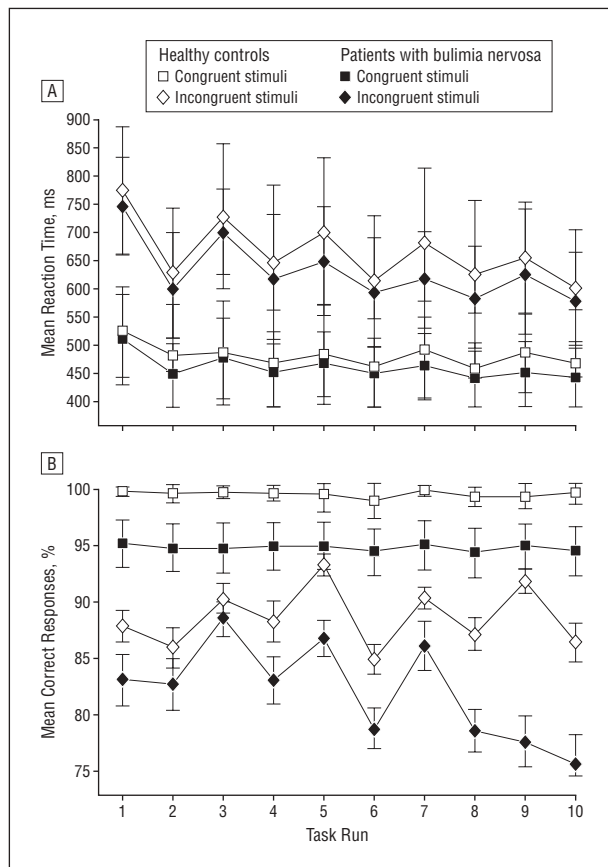 Healthy controls
Patients with bulimia nervosa
Congruent stimuli
Congruent stimuli
Incongruent stimuli
Incongruent stimuli
A
900
850
800
750
700
650
600
550
500
450
400
Mean Reaction Time, ms
B
100
95
90
85
80
75
Mean Correct Responses, %
1 2 3 4 5 6 7 8 9 10
Task Run